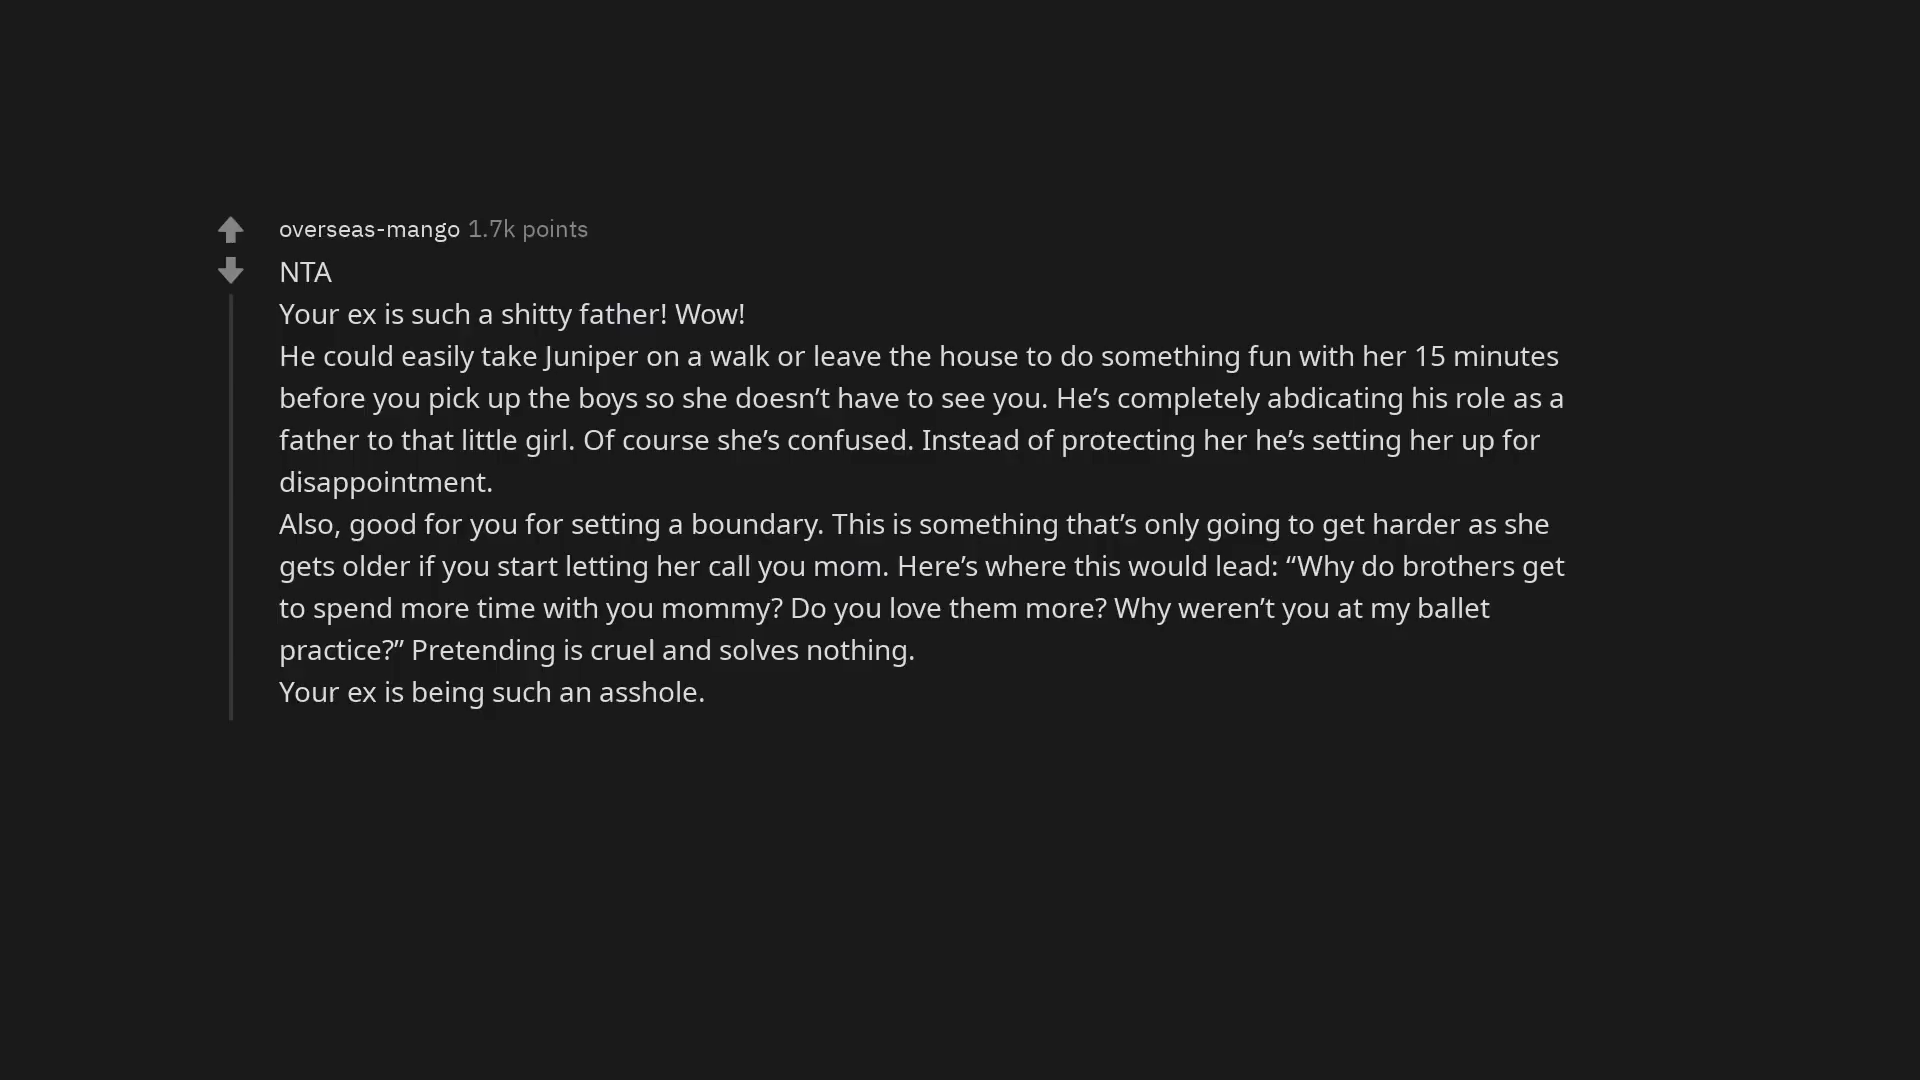 overseas-mango 1.7k points
NTA
Your ex is such a shitty father! Wow!
He could easily take Juniper on a walk or leave the house to do something fun with her 15 minutes
before you pick up the boys so she doesn’t have to see you. He’s completely abdicating his role as a
father to that little girl. Of course she’s confused. Instead of protecting her he’s setting her up for
disappointment.
Also, good for you for setting a boundary. This is something that’s only going to get harder as she
gets older if you start letting her call you mom. Here’s where this would lead: “Why do brothers get
to spend more time with you mommy? Do you love them more? Why weren’t you at my ballet
practice?” Pretending is cruel and solves nothing.
Your ex is being such an asshole.